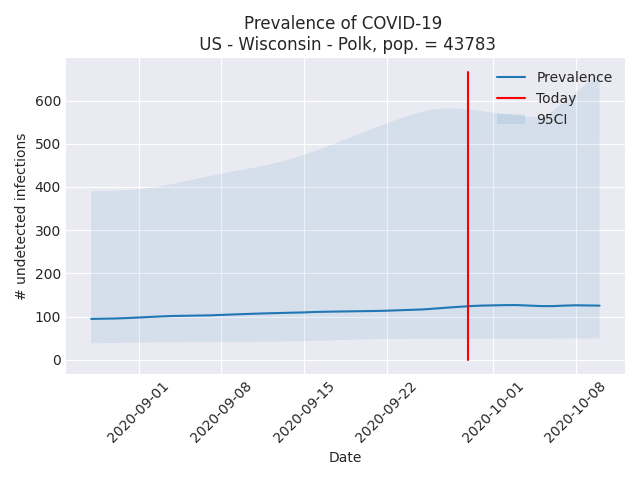 Prevalence of COVID-19
US - Wisconsin - Polk, pop. = 43783
Prevalence
Today
95CI
# undetected infections
600
500
400
300
200
100
0
2020-09-01
2020-09-08
2020-09-15
2020-09-22
2020-10-01
2020-10-08
Date